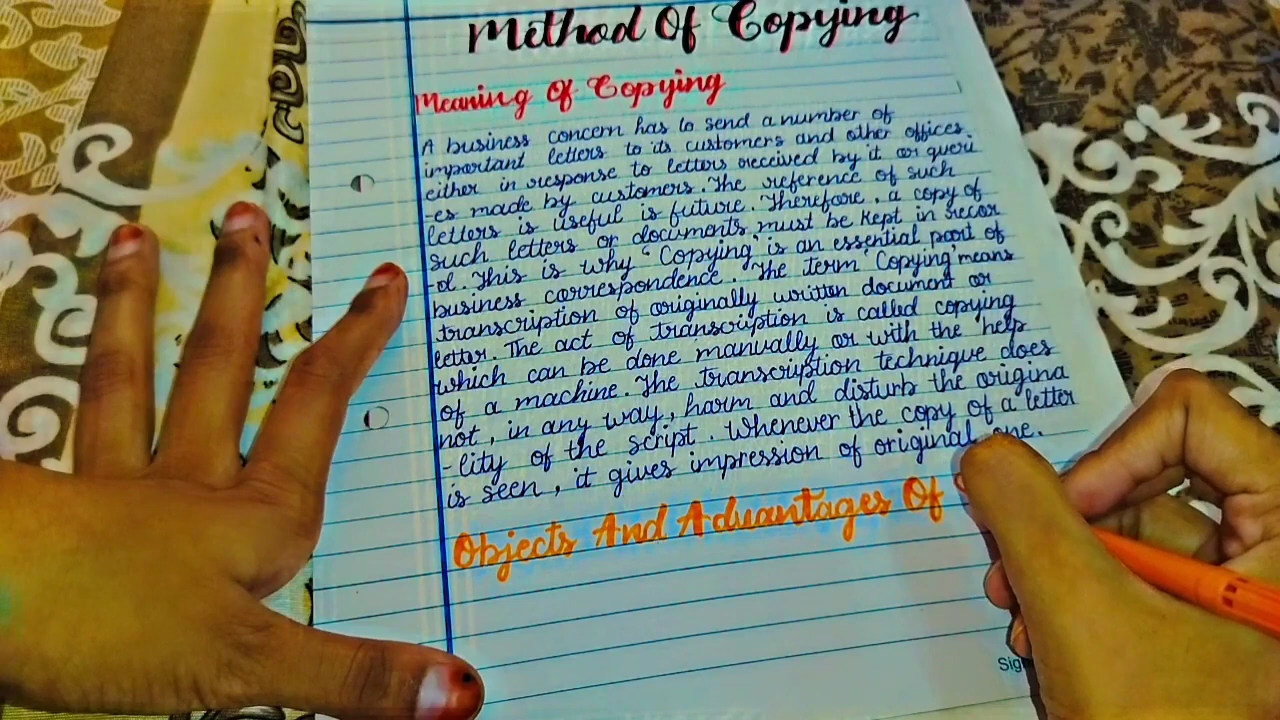 Method Of Copying
Meaning Of Copying
A business concern has to send a number of
important letters to its customers and other offices.
either in response to letters received by it or queri
-es made by customers. The reference of such
letters is useful is future. Therefore, a copy of
such letters or documents must be kept in recor
-d. This is why "Copying" is an essential part of
business correspondence. The term 'Copying' means
transcription of originally written document or
letter. The act of transcription is called copying
which can be done manually or with the help
of a machine. The transcription technique does
not, in any way, harm and disturb the origina
-lity of the script. Whenever the copy of a letter
is seen, it gives impression of original one.
Objects And Advantages Of
Sig